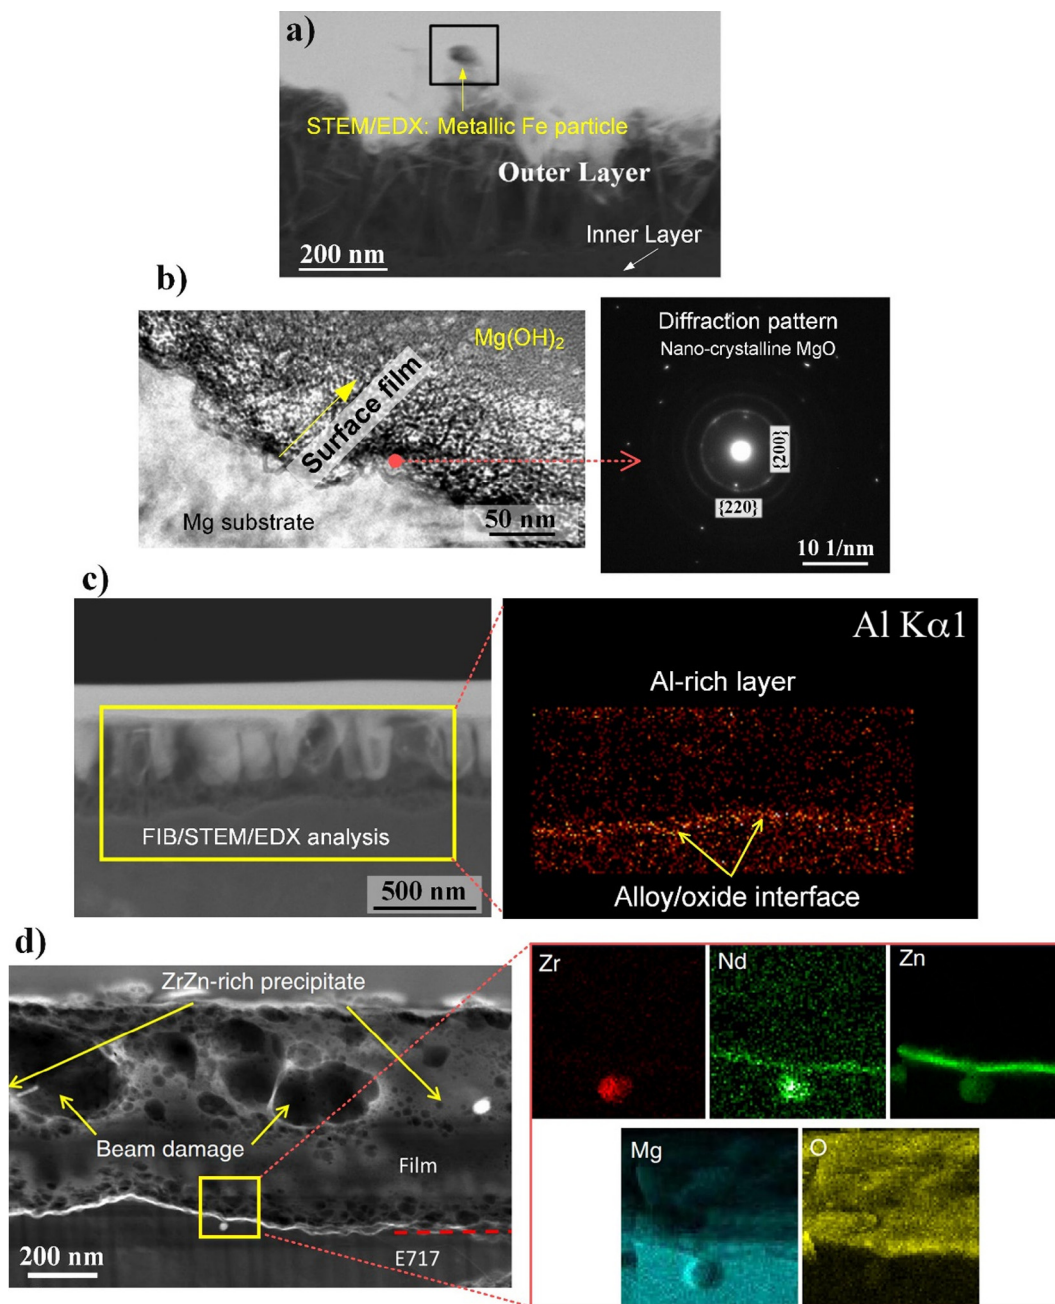 a)
STEM/EDX: Metallic Fe particle
Outer Layer
Inner Layer
200 nm
b)
Mg(OH)₂
Surface film
Mg substrate
50 nm
Diffraction pattern
Nano-crystalline MgO
{200}
{220}
10 1/nm
c)
FIB/STEM/EDX analysis
500 nm
Al Kα1
Al-rich layer
Alloy/oxide interface
d)
ZrZn-rich precipitate
Beam damage
Film
E717
200 nm
Zr
Nd
Zn
Mg
O